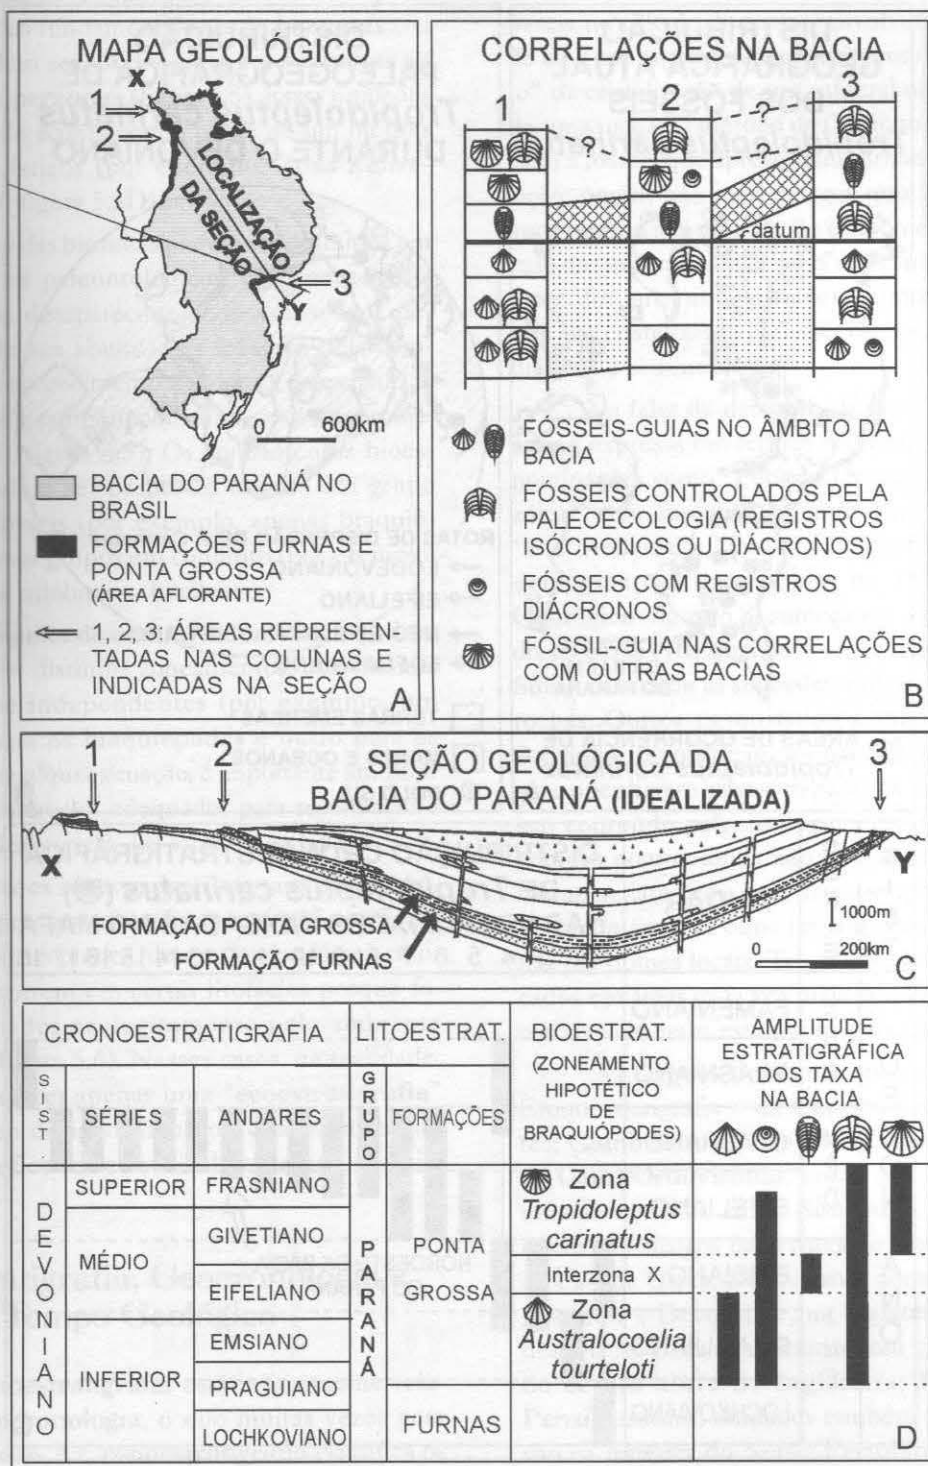 MAPA GEOLÓGICO
X
1
2
LOCALIZAÇÃO
DA SEÇÃO
3
Y
0 600km
BACIA DO PARANÁ NO
BRASIL
FORMAÇÕES FURNAS E
PONTA GROSSA
(ÁREA AFLORANTE)
1, 2, 3: ÁREAS REPRESEN-
TADAS NAS COLUNAS E
INDICADAS NA SEÇÃO
A
CORRELAÇÕES NA BACIA
1 2 3
?
?
?
datum
FÓSSEIS-GUIAS NO ÂMBITO DA
BACIA
FÓSSEIS CONTROLADOS PELA
PALEOECOLOGIA (REGISTROS
ISÓCRONOS OU DIÁCRONOS)
FÓSSEIS COM REGISTROS
DIÁCRONOS
FÓSSIL-GUIA NAS CORRELAÇÕES
COM OUTRAS BACIAS
B
1 2 3
SEÇÃO GEOLÓGICA DA
BACIA DO PARANÁ (IDEALIZADA)
X
Y
FORMAÇÃO PONTA GROSSA
FORMAÇÃO FURNAS
1000m
0 200km
C
CRONOESTRATIGRAFIA
LITOESTRAT.
BIOESTRAT.
(ZONEAMENTO
HIPOTÉTICO
DE
BRAQUIÓPODES)
AMPLITUDE
ESTRATIGRÁFICA
DOS TAXA
NA BACIA
SIST.
SÉRIES
ANDARES
GRUPO
FORMAÇÕES
DEVONIANO
SUPERIOR
MÉDIO
INFERIOR
FRASNIANO
GIVETIANO
EIFELIANO
EMSIANO
PRAGUIANO
LOCHKOVIANO
PARANÁ
PONTA
GROSSA
FURNAS
Zona
Tropidoleptus
carinatus
Interzona X
Zona
Australocoelia
tourteloti
D